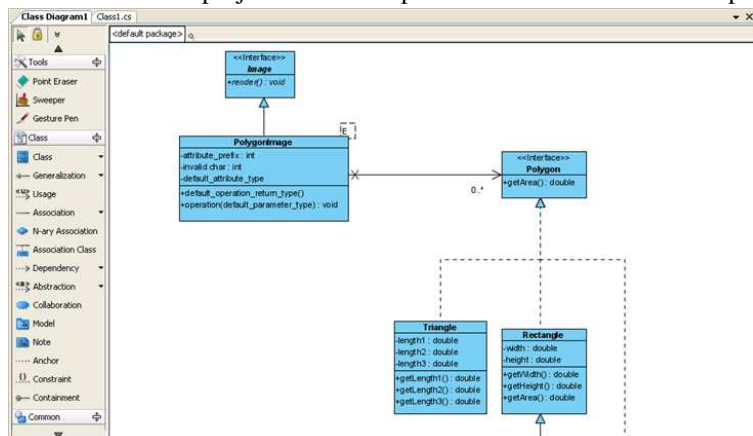 Class Diagram1
Class1.cs
<default package>
Tools
Point Eraser
Sweeper
Gesture Pen
Class
Class
Generalization
Usage
Association
N-ary Association
Association Class
Dependency
Abstraction
Collaboration
Model
Note
Anchor
Constraint
Containment
Common
<<Interface>>
Image
+render() : void
E
PolygonImage
-attribute_prefix : int
-invalid char : int
-default_attribute_type
+default_operation_return_type()
+operation(default_parameter_type) : void
0..*
<<Interface>>
Polygon
+getArea() : double
Triangle
-length1 : double
-length2 : double
-length3 : double
+getLength1() : double
+getLength2() : double
+getLength3() : double
Rectangle
-width : double
-height : double
+getWidth() : double
+getHeight() : double
+getArea() : double